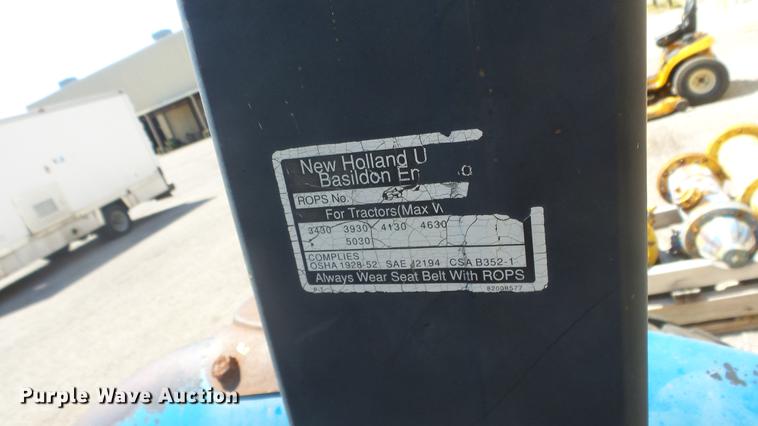 New Holland U
Basildon En
ROPS No.
For Tractors(Max W
3430 3930 4130 4630
5030
COMPLIES
OSHA 1928-52, SAE J2194 CSA B352-1
Always Wear Seat Belt With ROPS
82008577
Purple Wave Auction